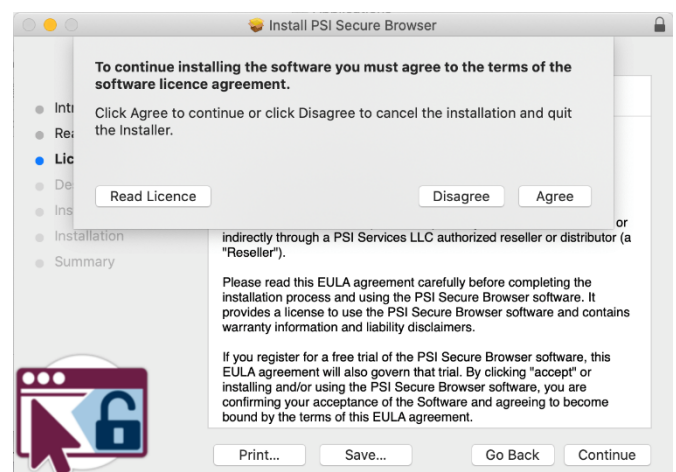 Install PSI Secure Browser
To continue installing the software you must agree to the terms of the
software licence agreement.
Click Agree to continue or click Disagree to cancel the installation and quit
the Installer.
Read Licence
Disagree
Agree
Installation
Summary
or
indirectly through a PSI Services LLC authorized reseller or distributor (a
"Reseller").
Please read this EULA agreement carefully before completing the
installation process and using the PSI Secure Browser software. It
provides a license to use the PSI Secure Browser software and contains
warranty information and liability disclaimers.
If you register for a free trial of the PSI Secure Browser software, this
EULA agreement will also govern that trial. By clicking "accept" or
installing and/or using the PSI Secure Browser software, you are
confirming your acceptance of the Software and agreeing to become
bound by the terms of this EULA agreement.
Print...
Save...
Go Back
Continue